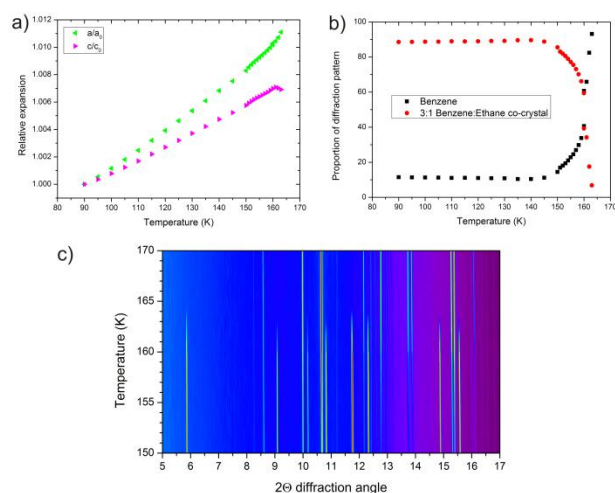 a)
1.012
1.010
1.008
1.006
1.004
1.002
1.000
Relative expansion
a/a₀
c/c₀
80 90 100 110 120 130 140 150 160 170
Temperature (K)
b)
100
80
60
40
20
0
Proportion of diffraction pattern
Benzene
3:1 Benzene:Ethane co-crystal
80 90 100 110 120 130 140 150 160 170
Temperature (K)
c)
170
165
160
155
150
Temperature (K)
5 6 7 8 9 10 11 12 13 14 15 16 17
2Θ diffraction angle